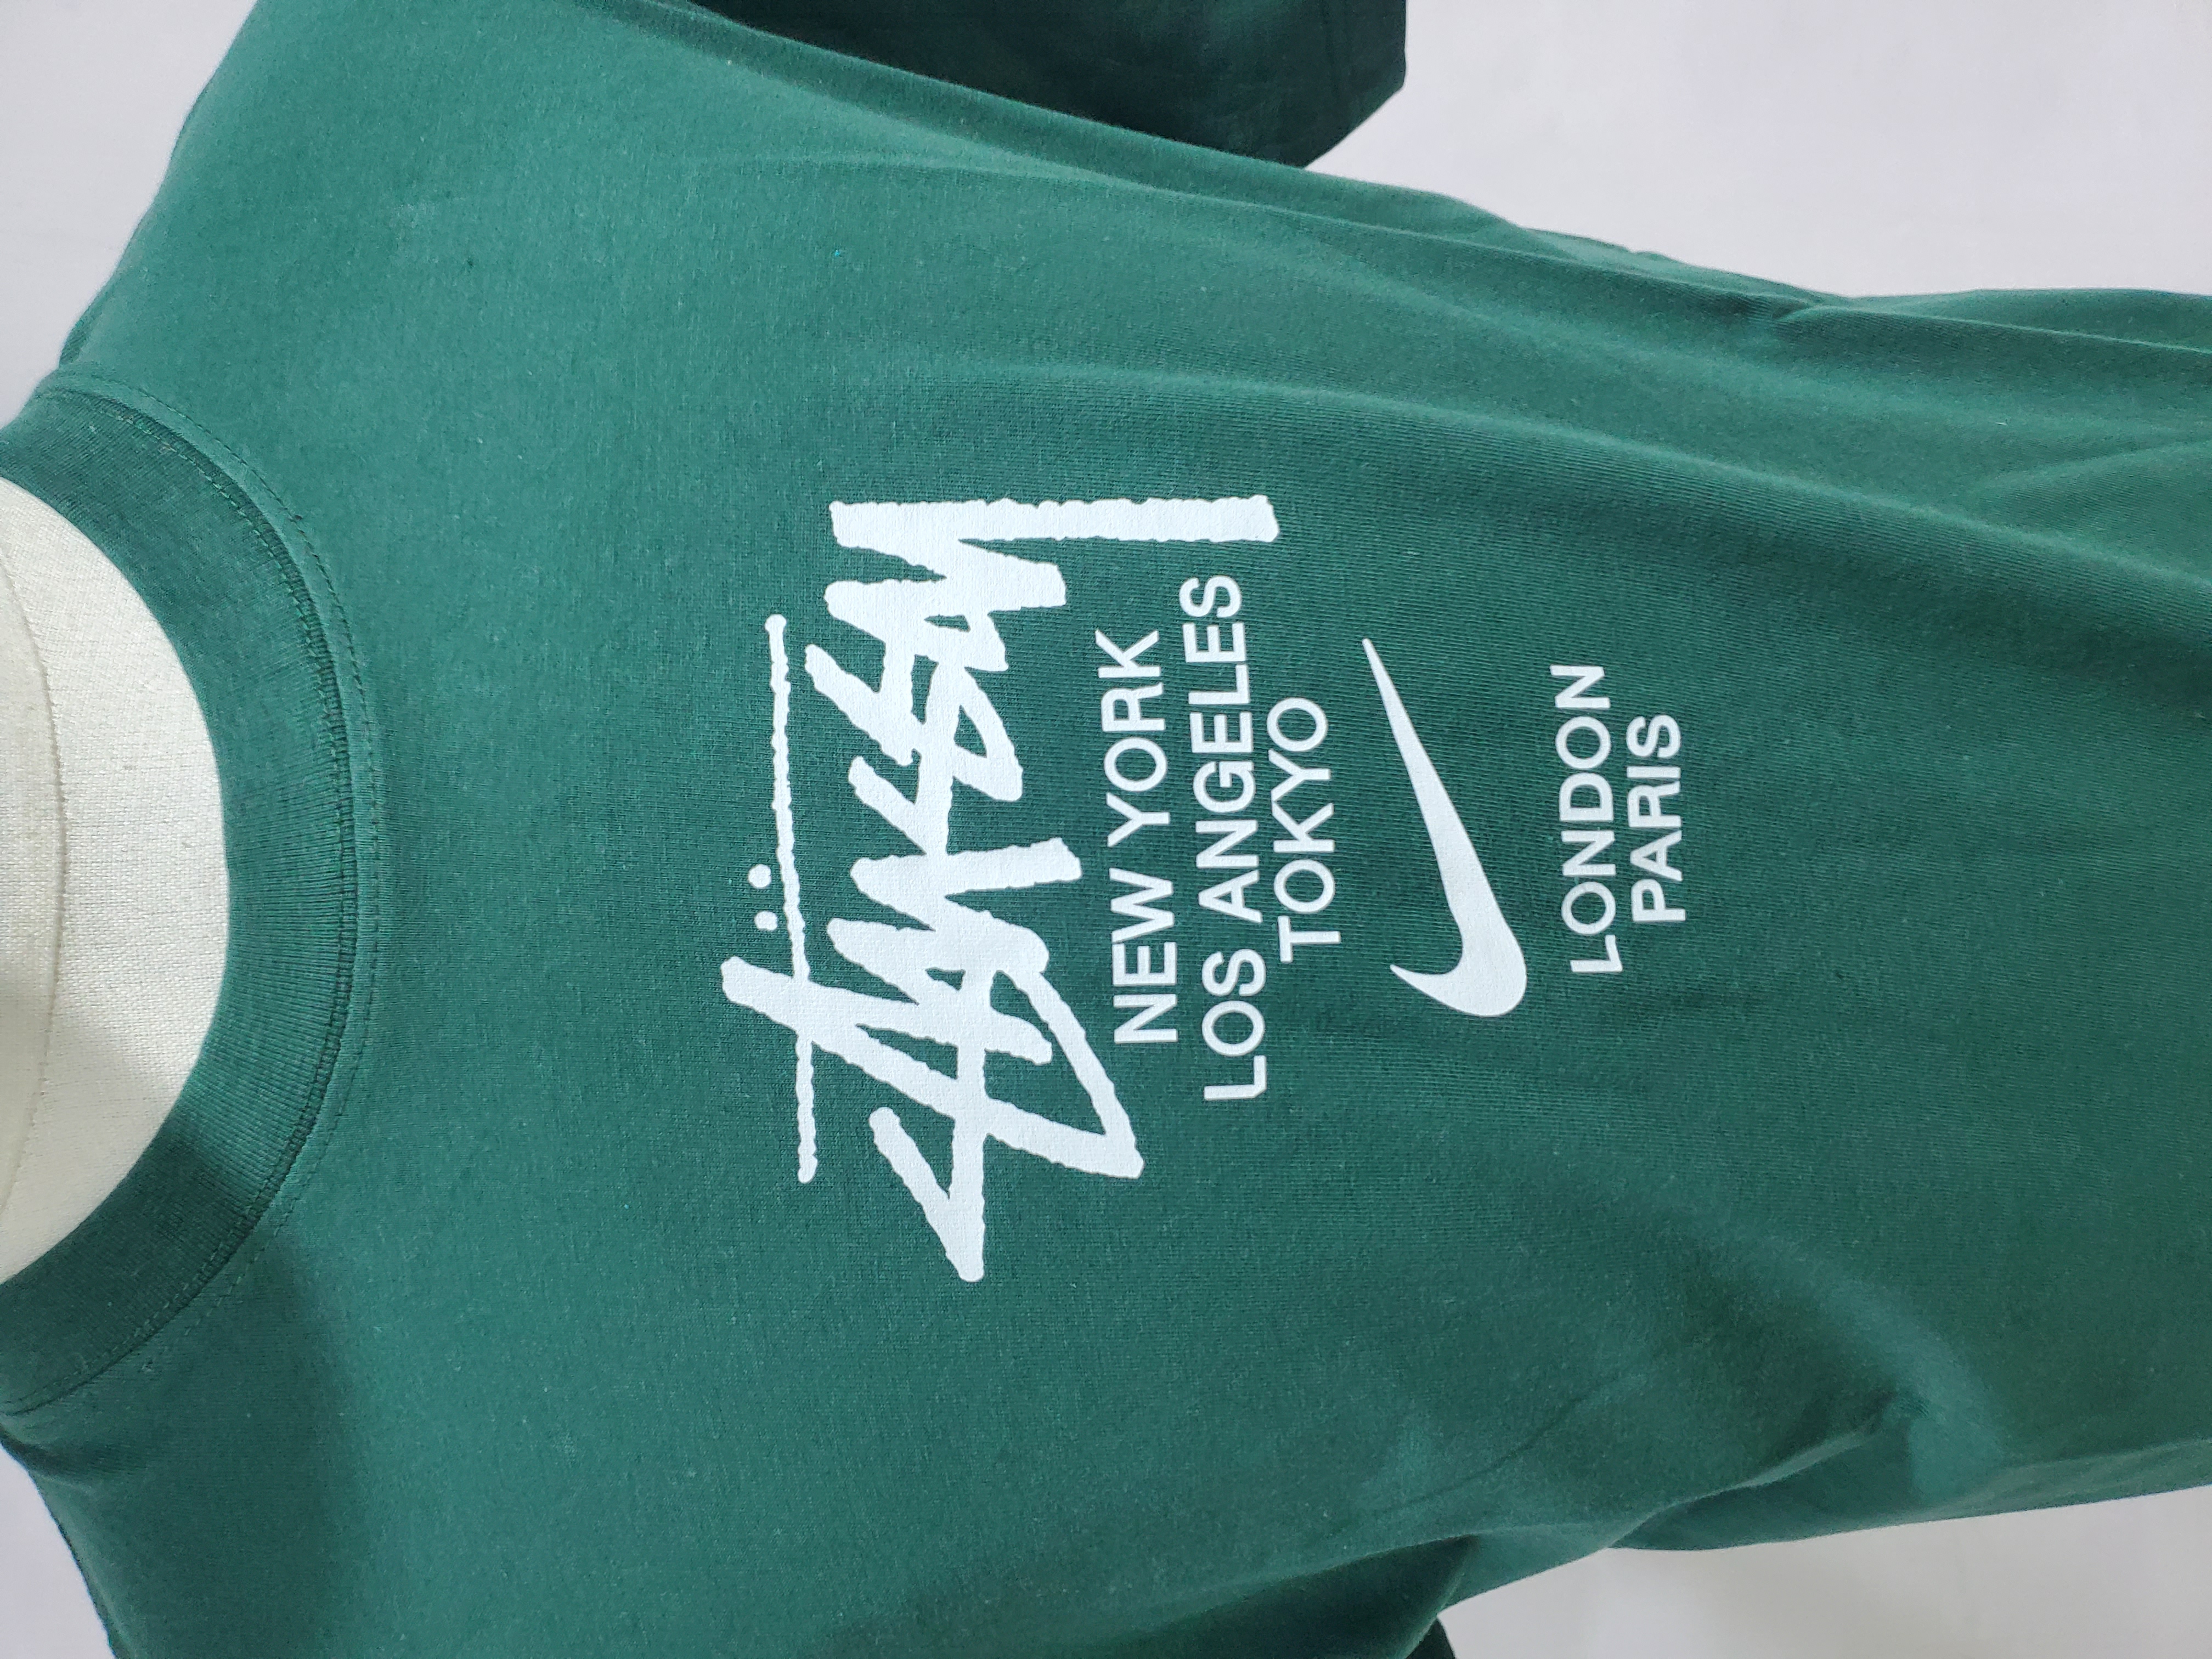 Stüssy
NEW YORK
LOS ANGELES
TOKYO
LONDON
PARIS